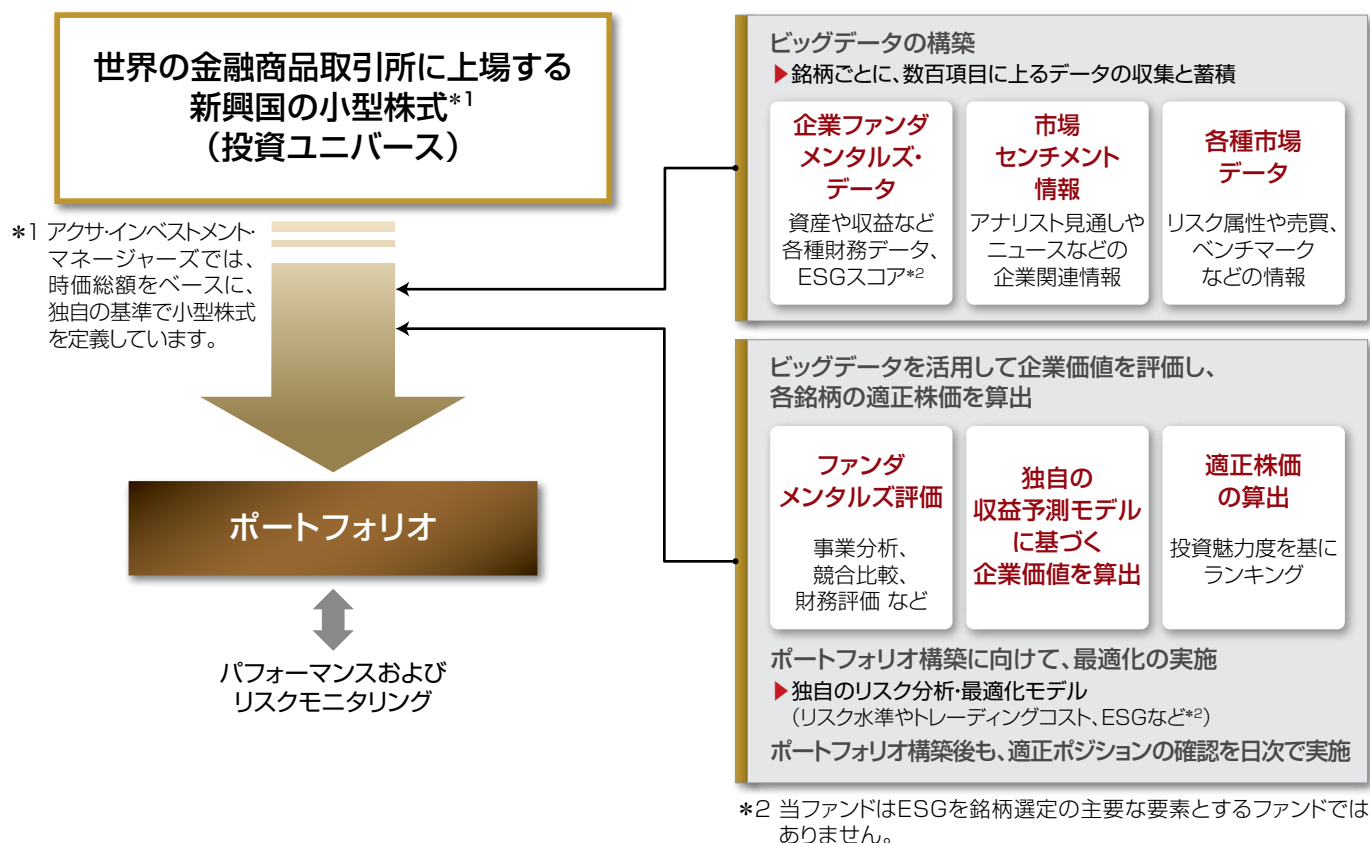 世界の金融商品取引所に上場する
新興国の小型株式*1
（投資ユニバース）
*1 アクサ・インベストメント・
マネージャーズでは、
時価総額をベースに、
独自の基準で小型株式
を定義しています。
ポートフォリオ
パフォーマンスおよび
リスクモニタリング
ビッグデータの構築
▶銘柄ごとに、数百項目に上るデータの収集と蓄積
企業ファンダ
メンタルズ・
データ
資産や収益など
各種財務データ、
ESGスコア*2
市場
センチメント
情報
アナリスト見通しや
ニュースなどの
企業関連情報
各種市場
データ
リスク属性や売買、
ベンチマーク
などの情報
ビッグデータを活用して企業価値を評価し、
各銘柄の適正株価を算出
ファンダ
メンタルズ評価
事業分析、
競合比較、
財務評価 など
独自の
収益予測モデル
に基づく
企業価値を算出
適正株価
の算出
投資魅力度を基に
ランキング
ポートフォリオ構築に向けて、最適化の実施
▶独自のリスク分析・最適化モデル
（リスク水準やトレーディングコスト、ESGなど*2）
ポートフォリオ構築後も、適正ポジションの確認を日次で実施
*2 当ファンドはESGを銘柄選定の主要な要素とするファンドでは
ありません。